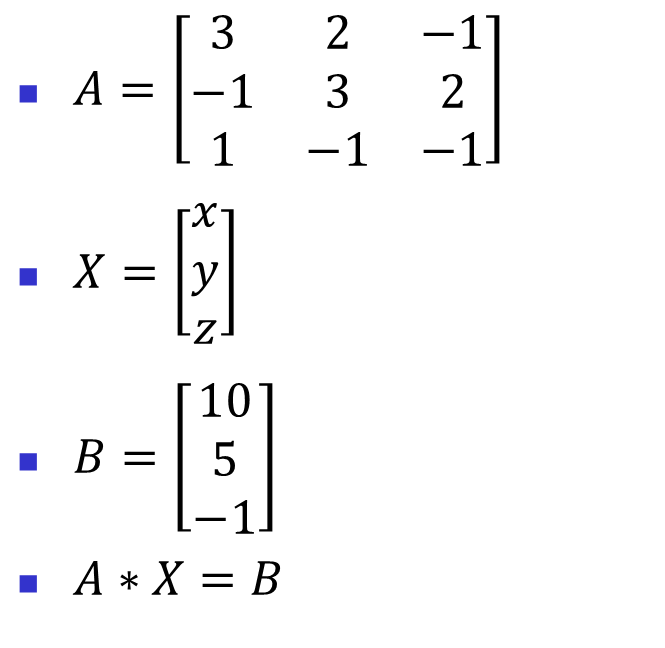 ▪ A = [3 2 −1
−1 3 2
1 −1 −1]
▪ X = [x
y
z]
▪ B = [10
5
−1]
▪ A ∗ X = B